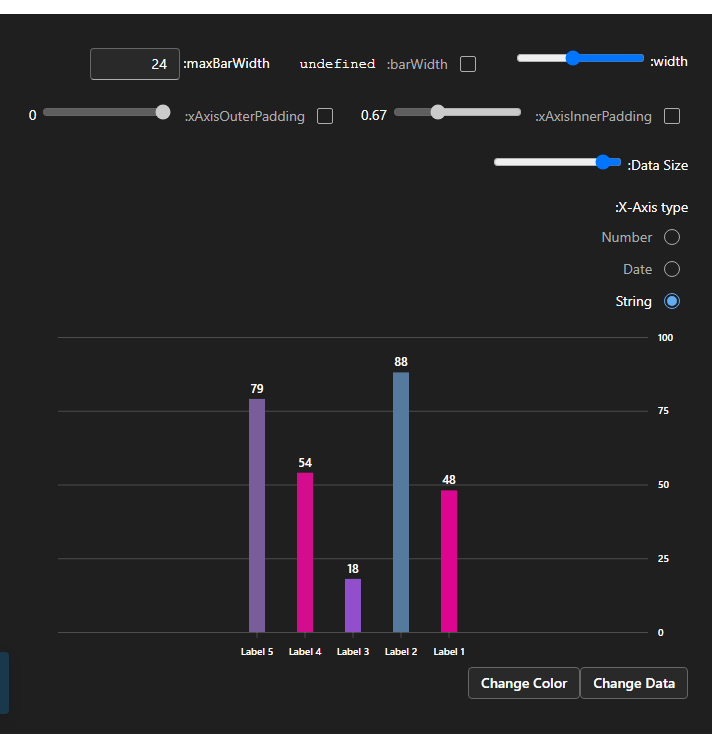 24 :maxBarWidth undefined :barWidth :width
0 :xAxisOuterPadding 0.67 :xAxisInnerPadding
:Data Size
:X-Axis type
Number
Date
String
100
88
79
75
54
50
48
25
18
0
Label 5 Label 4 Label 3 Label 2 Label 1
Change Color Change Data